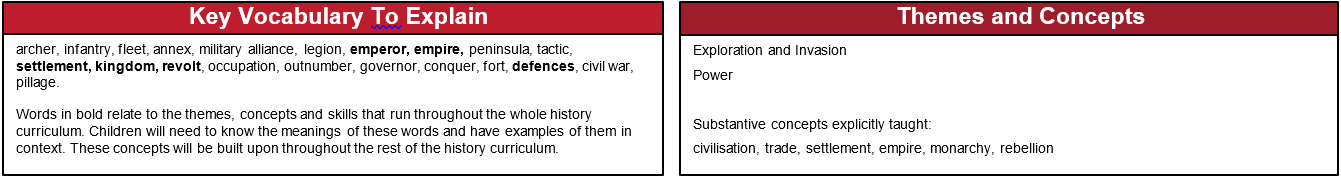 Key Vocabulary To Explain
archer, infantry, fleet, annex, military alliance, legion, emperor, empire, peninsula, tactic,
settlement, kingdom, revolt, occupation, outnumber, governor, conquer, fort, defences, civil war,
pillage.
Words in bold relate to the themes, concepts and skills that run throughout the whole history
curriculum. Children will need to know the meanings of these words and have examples of them in
context. These concepts will be built upon throughout the rest of the history curriculum.
Themes and Concepts
Exploration and Invasion
Power
Substantive concepts explicitly taught:
civilisation, trade, settlement, empire, monarchy, rebellion